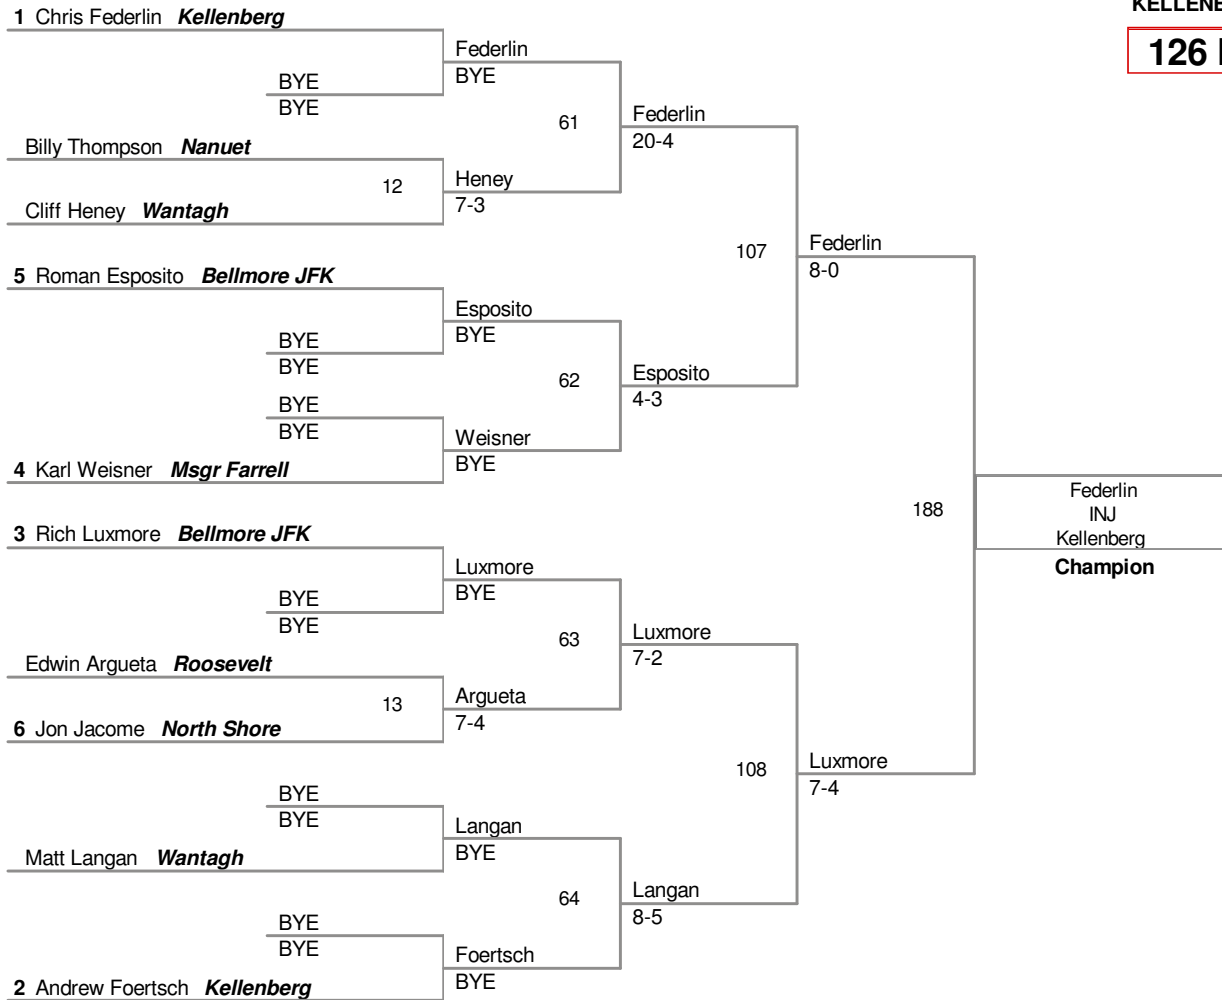 KELLENB
1 Chris Federlin Kellenberg
126
Federlin
BYE
BYE
BYE
61
Federlin
20-4
Billy Thompson Nanuet
12
Heney
7-3
Cliff Heney Wantagh
107
Federlin
8-0
5 Roman Esposito Bellmore JFK
Esposito
BYE
BYE
BYE
62
Esposito
4-3
BYE
BYE
Weisner
BYE
4 Karl Weisner Msgr Farrell
188
Federlin
INJ
Kellenberg
Champion
3 Rich Luxmore Bellmore JFK
Luxmore
BYE
BYE
BYE
63
Luxmore
7-2
Edwin Argueta Roosevelt
13
Argueta
7-4
6 Jon Jacome North Shore
108
Luxmore
7-4
BYE
BYE
Langan
BYE
Matt Langan Wantagh
64
Langan
8-5
BYE
BYE
Foertsch
BYE
2 Andrew Foertsch Kellenberg